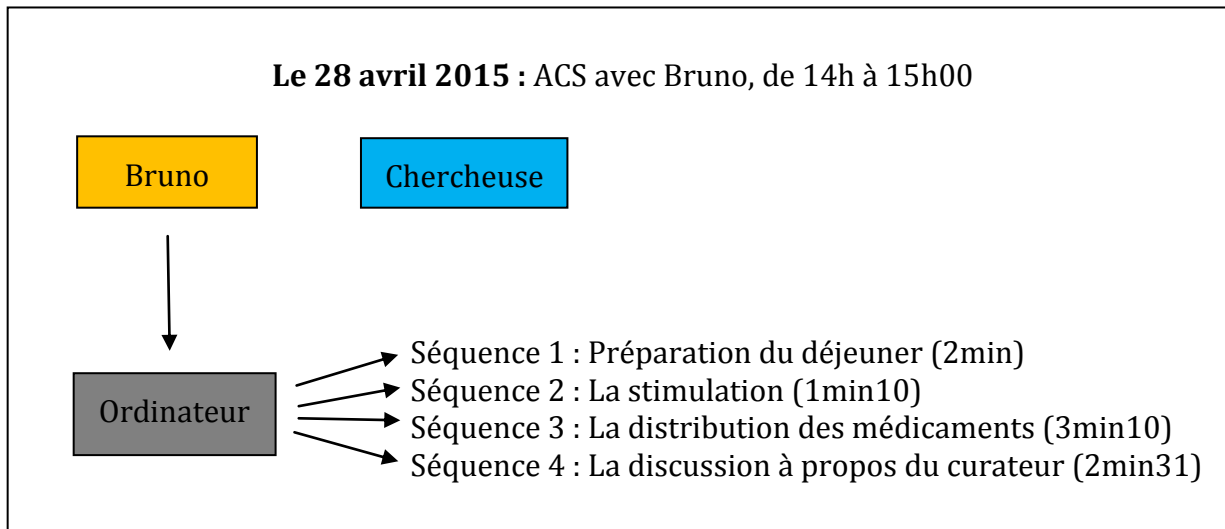 Le 28 avril 2015 : ACS avec Bruno, de 14h à 15h00
Bruno
Chercheuse
Ordinateur
Séquence 1 : Préparation du déjeuner (2min)
Séquence 2 : La stimulation (1min10)
Séquence 3 : La distribution des médicaments (3min10)
Séquence 4 : La discussion à propos du curateur (2min31)